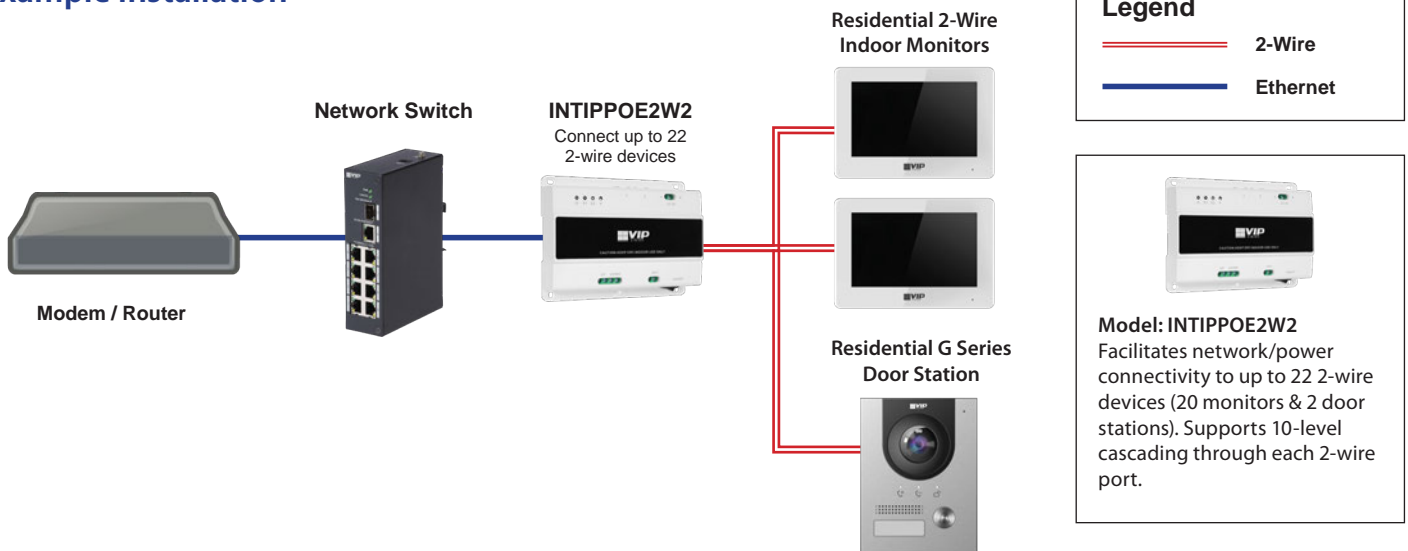 Example Installation
Residential 2-Wire
Indoor Monitors
Legend
2-Wire
Ethernet
Network Switch
INTIPPOE2W2
Connect up to 22
2-wire devices
VIP
VIP
VIP
VIP
Modem / Router
Residential G Series
Door Station
VIP
VIP
Model: INTIPPOE2W2
Facilitates network/power
connectivity to up to 22 2-wire
devices (20 monitors & 2 door
stations). Supports 10-level
cascading through each 2-wire
port.